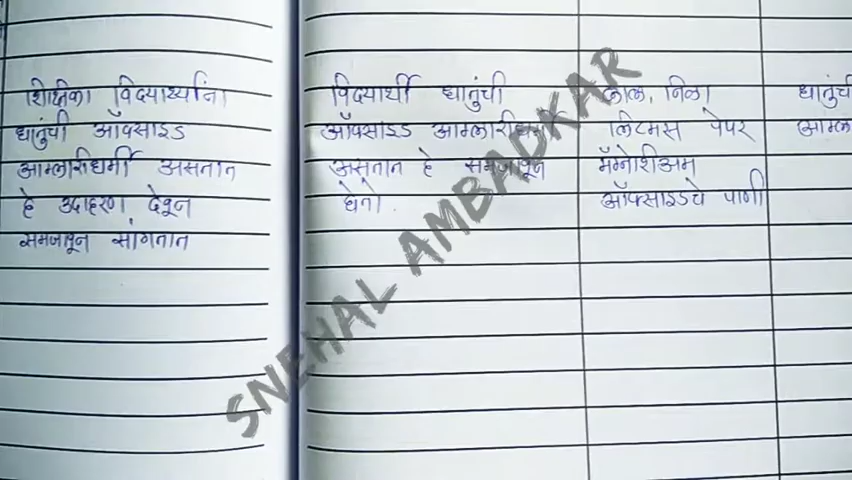 शिक्षिका विद्यार्थ्यांना
धातुंची ऑक्साइड
आम्लारीधर्मी असतात
हे उदाहरण देवून
समजावून सांगतात
विद्यार्थी धातुंची
ऑक्साइड आम्लारीधर्मी
असतात हे समजावून
घेतो.
लाल, निळा
लिटमस पेपर
मॅग्नेशिअम
ऑक्साइडचे पाणी
धातुंची
आम्ला
SNEHAL AMBADKAR